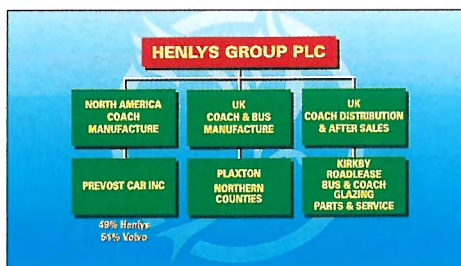 HENLYS GROUP PLC
NORTH AMERICA
COACH
MANUFACTURE
UK
COACH & BUS
MANUFACTURE
UK
COACH DISTRIBUTION
& AFTER SALES
PREVOST CAR INC
PLAXTON
NORTHERN
COUNTIES
KIRKBY
ROADLEASE
BUS & COACH
GLAZING
PARTS & SERVICE
49% Henlys
51% Volvo